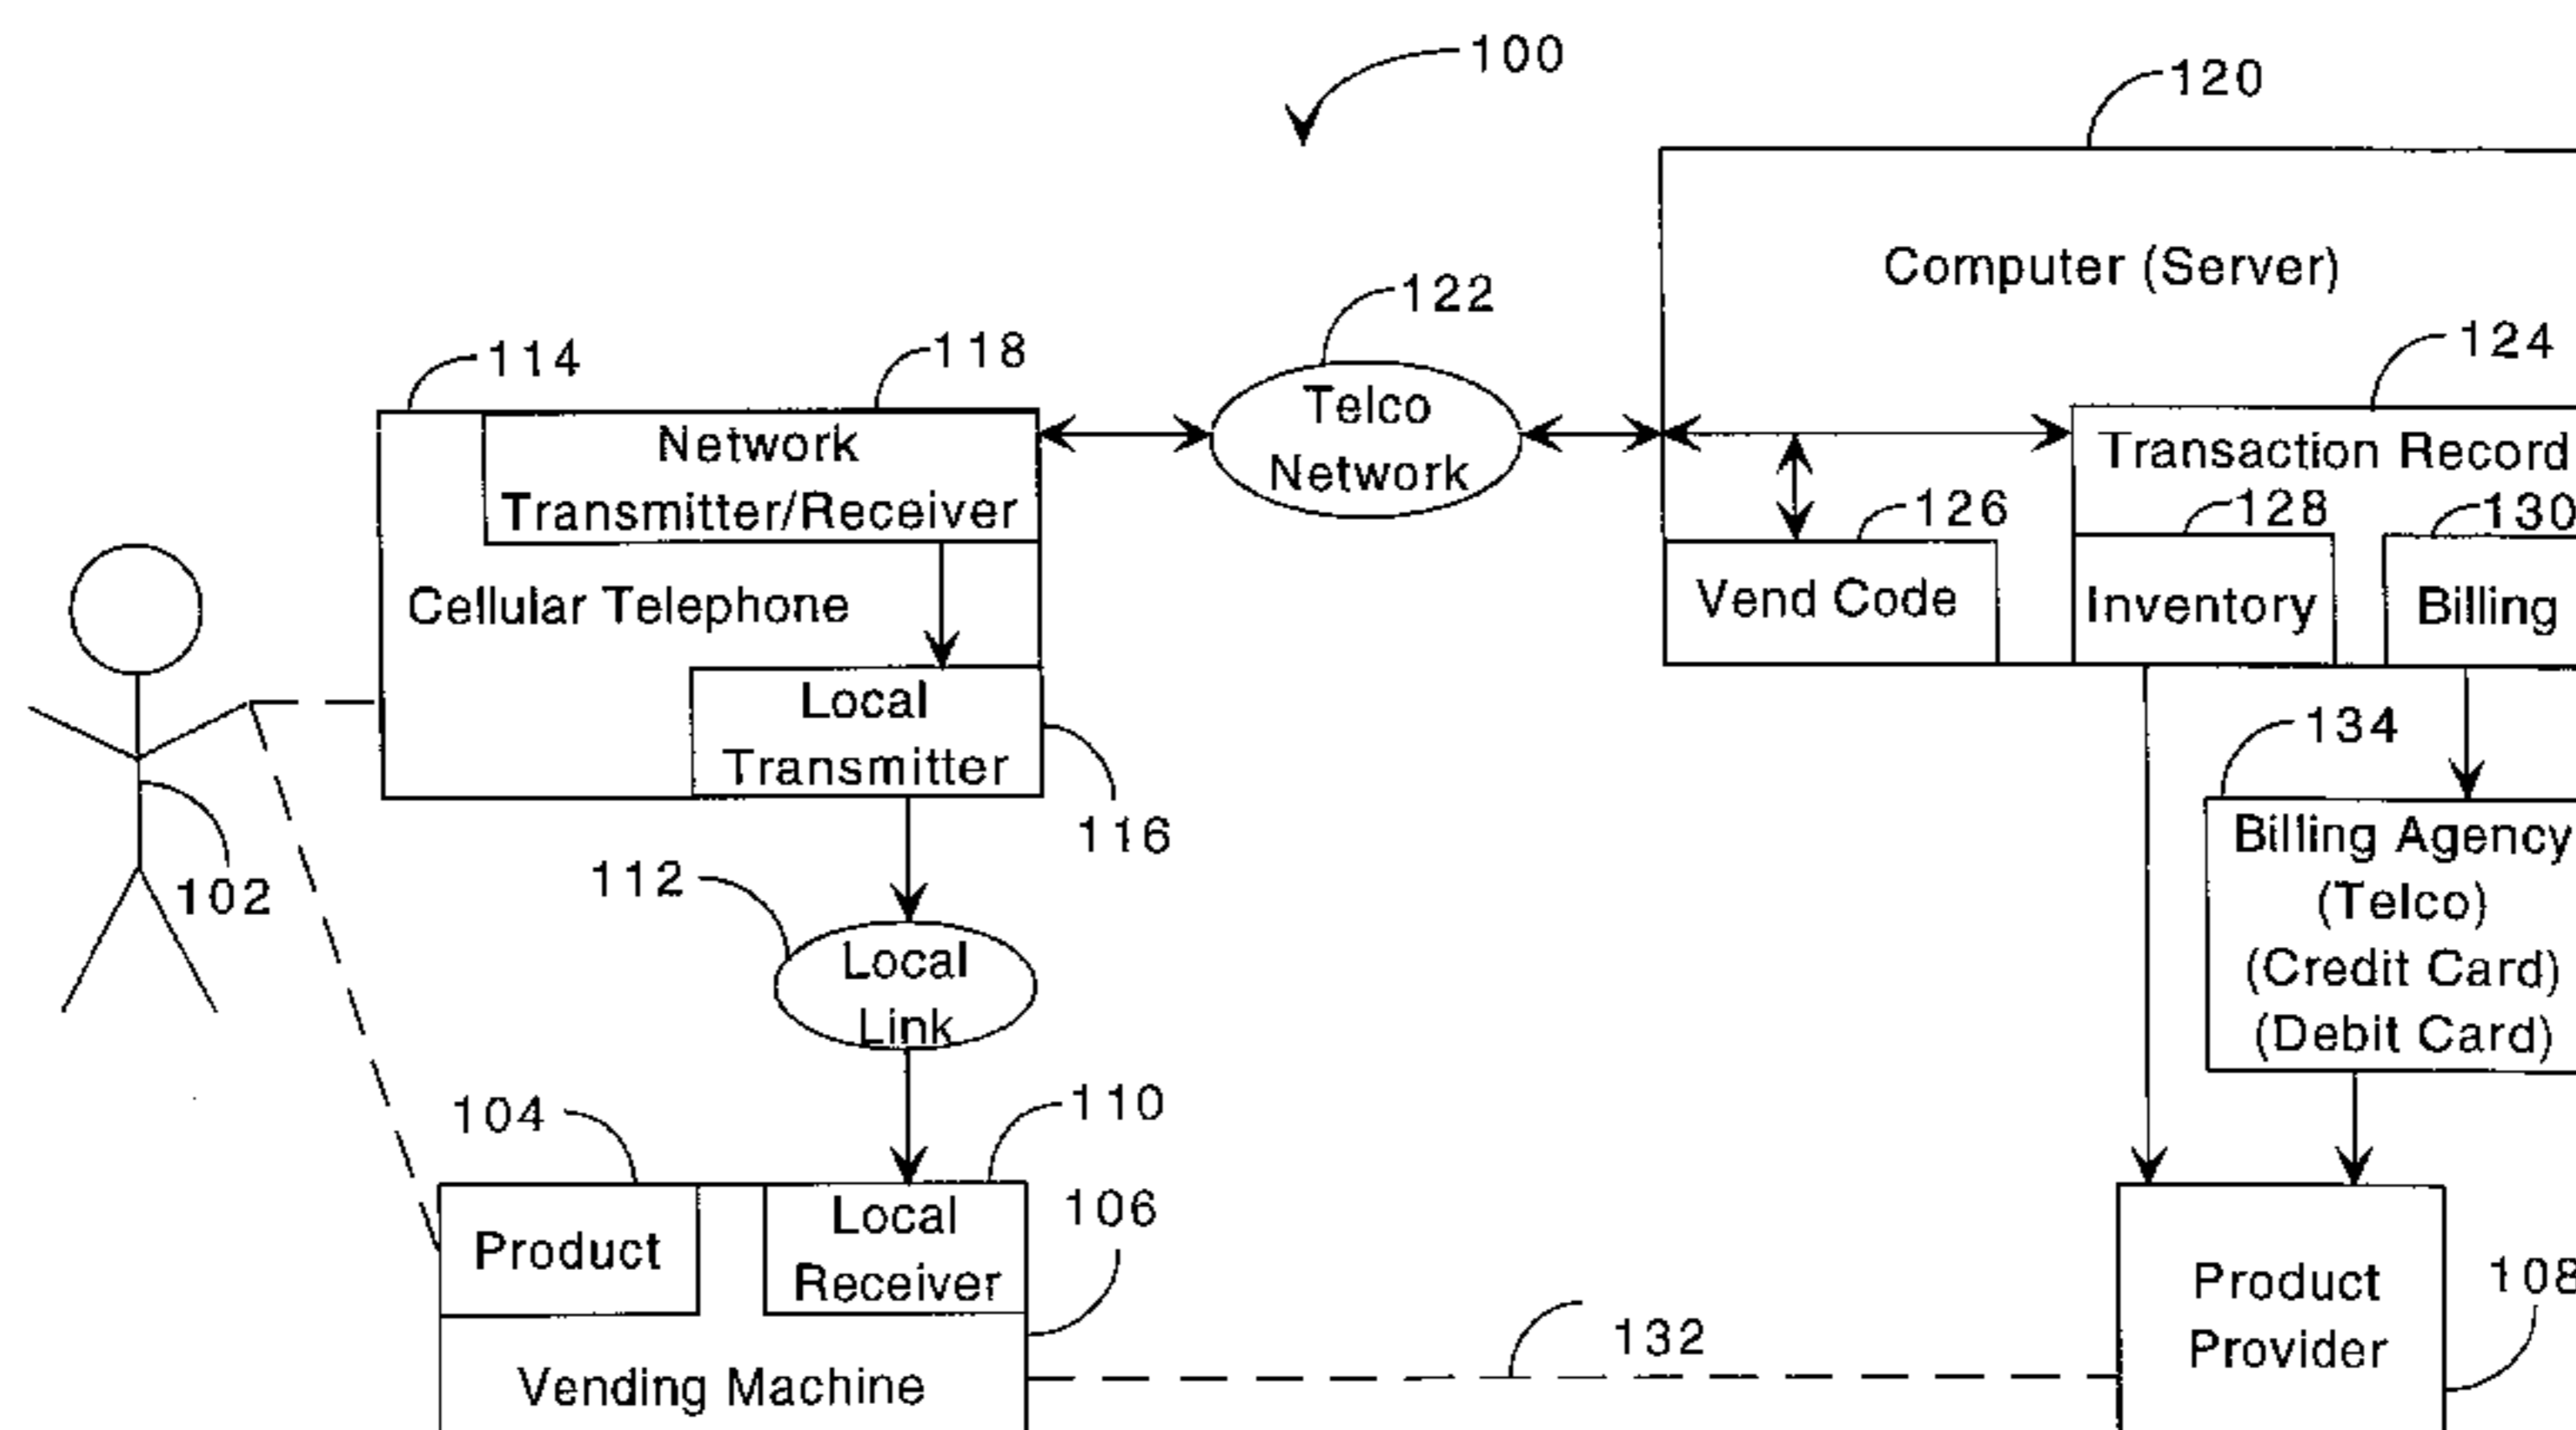 100
120
Computer (Server)
122
124
114
118
Telco
Network
Network
Transmitter/Receiver
Transaction Record
126
128
130
Cellular Telephone
Vend Code
Inventory
Billing
Local
Transmitter
134
116
102
112
Billing Agency
(Telco)
(Credit Card)
(Debit Card)
Local
Link
104
110
106
Product
Local
Receiver
Product
Provider
108
132
Vending Machine